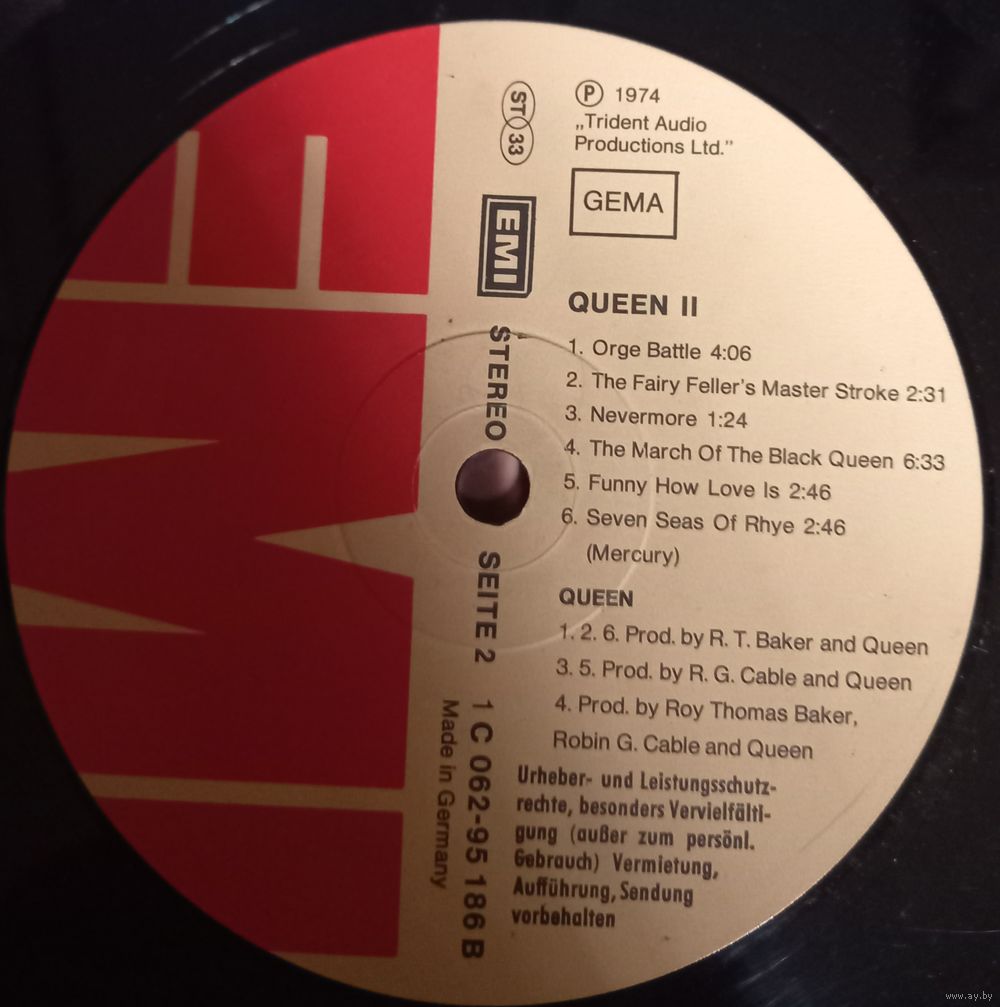 ST 33
EMI
STEREO
SEITE 2
1 C 062-95 186 B
Made in Germany
Ⓟ 1974
„Trident Audio
Productions Ltd.”
GEMA
QUEEN II
1. Orge Battle 4:06
2. The Fairy Feller's Master Stroke 2:31
3. Nevermore 1:24
4. The March Of The Black Queen 6:33
5. Funny How Love Is 2:46
6. Seven Seas Of Rhye 2:46
(Mercury)
QUEEN
1. 2. 6. Prod. by R. T. Baker and Queen
3. 5. Prod. by R. G. Cable and Queen
4. Prod. by Roy Thomas Baker,
Robin G. Cable and Queen
Urheber- und Leistungsschutz-
rechte, besonders Vervielfälti-
gung (außer zum persönl.
Gebrauch) Vermietung,
Aufführung, Sendung
vorbehalten
www.ay.by